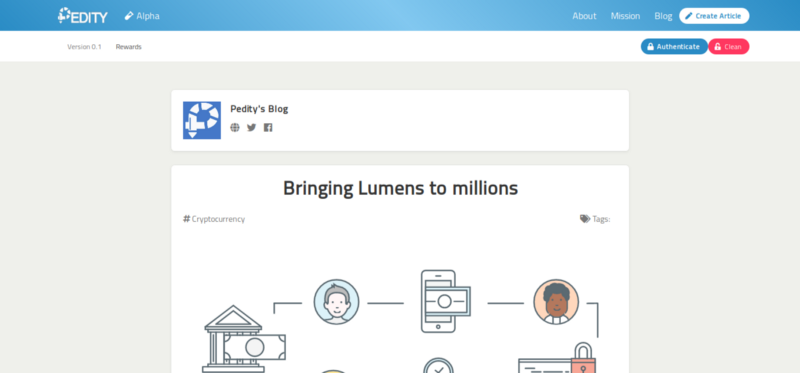 PEDITY Alpha About Mission Blog Create Article
Version 0.1 Rewards Authenticate Clean
Pedity's Blog
Bringing Lumens to millions
# Cryptocurrency Tags: